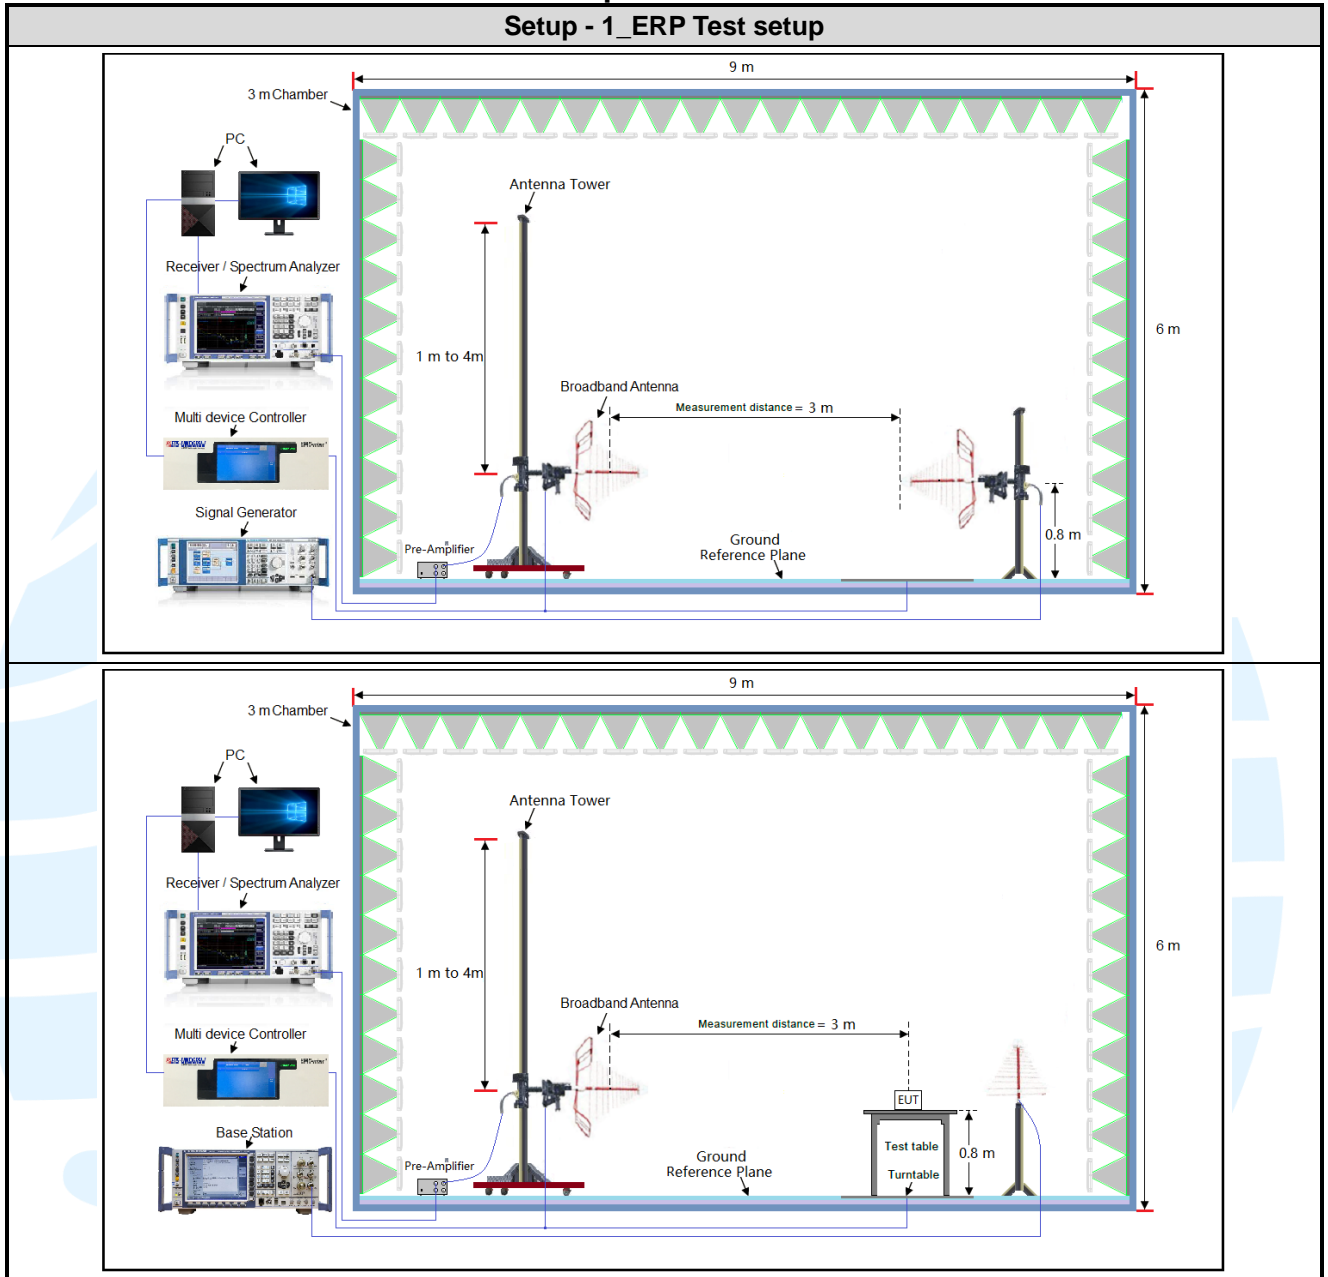 Setup - 1_ERP Test setup
9 m
3 m Chamber
PC
Antenna Tower
Receiver / Spectrum Analyzer
6 m
1 m to 4m
Broadband Antenna
Measurement distance = 3 m
Multi device Controller
Signal Generator
Pre-Amplifier
Ground
Reference Plane
0.8 m
9 m
3 m Chamber
PC
Antenna Tower
Receiver / Spectrum Analyzer
6 m
1 m to 4m
Broadband Antenna
Measurement distance = 3 m
Multi device Controller
EUT
Base Station
Test table
0.8 m
Pre-Amplifier
Ground
Reference Plane
Turntable